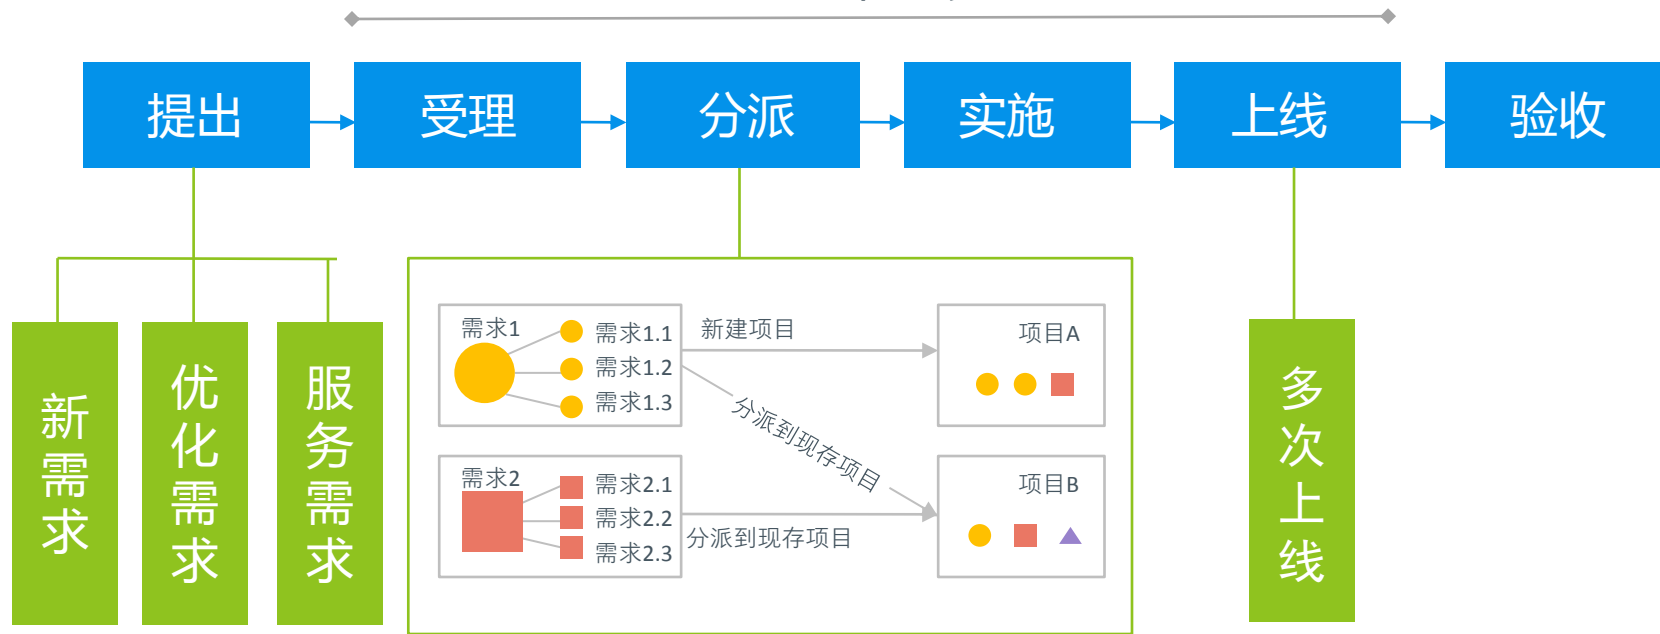 提出
受理
分派
实施
上线
验收
新需求
优化需求
服务需求
需求1
需求1.1
需求1.2
需求1.3
新建项目
项目A
分派到现存项目
需求2
需求2.1
需求2.2
需求2.3
分派到现存项目
项目B
多次上线